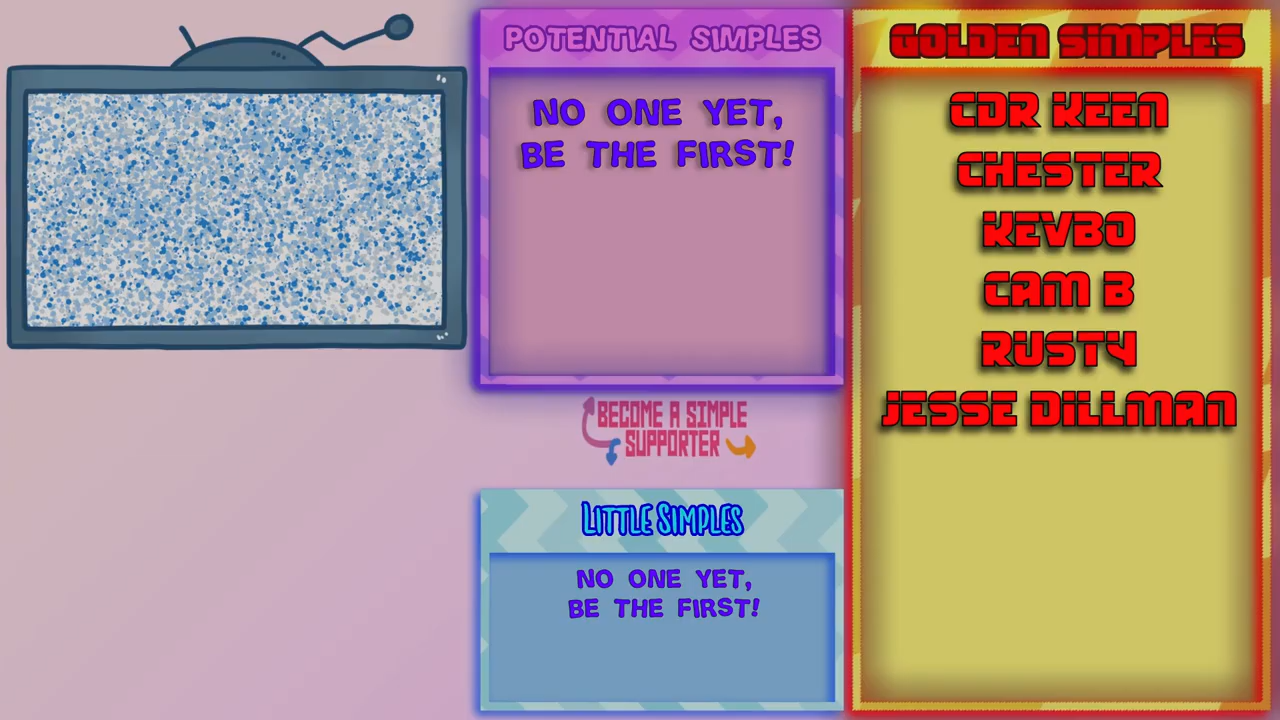 POTENTIAL SIMPLES
NO ONE YET,
BE THE FIRST!
BECOME A SIMPLE
SUPPORTER
LITTLE SIMPLES
NO ONE YET,
BE THE FIRST!
GOLDEN SIMPLES
CDR KEEN
CHESTER
KEVBO
CAM B
RUSTY
JESSE DILLMAN